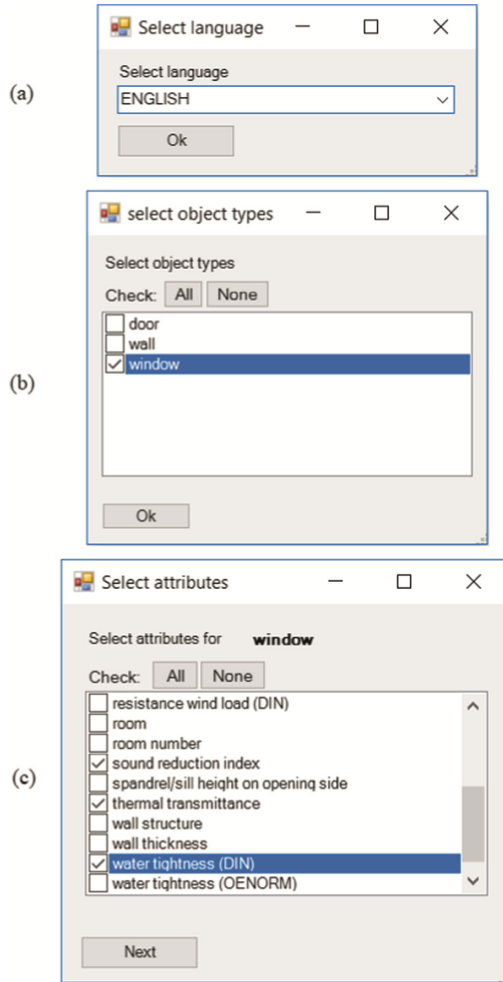 (a)
Select language
Select language
ENGLISH
Ok
(b)
select object types
Select object types
Check: All None
door
wall
window
Ok
(c)
Select attributes
Select attributes for window
Check: All None
resistance wind load (DIN)
room
room number
sound reduction index
spandrel/sill height on opening side
thermal transmittance
wall structure
wall thickness
water tightness (DIN)
water tightness (OENORM)
Next